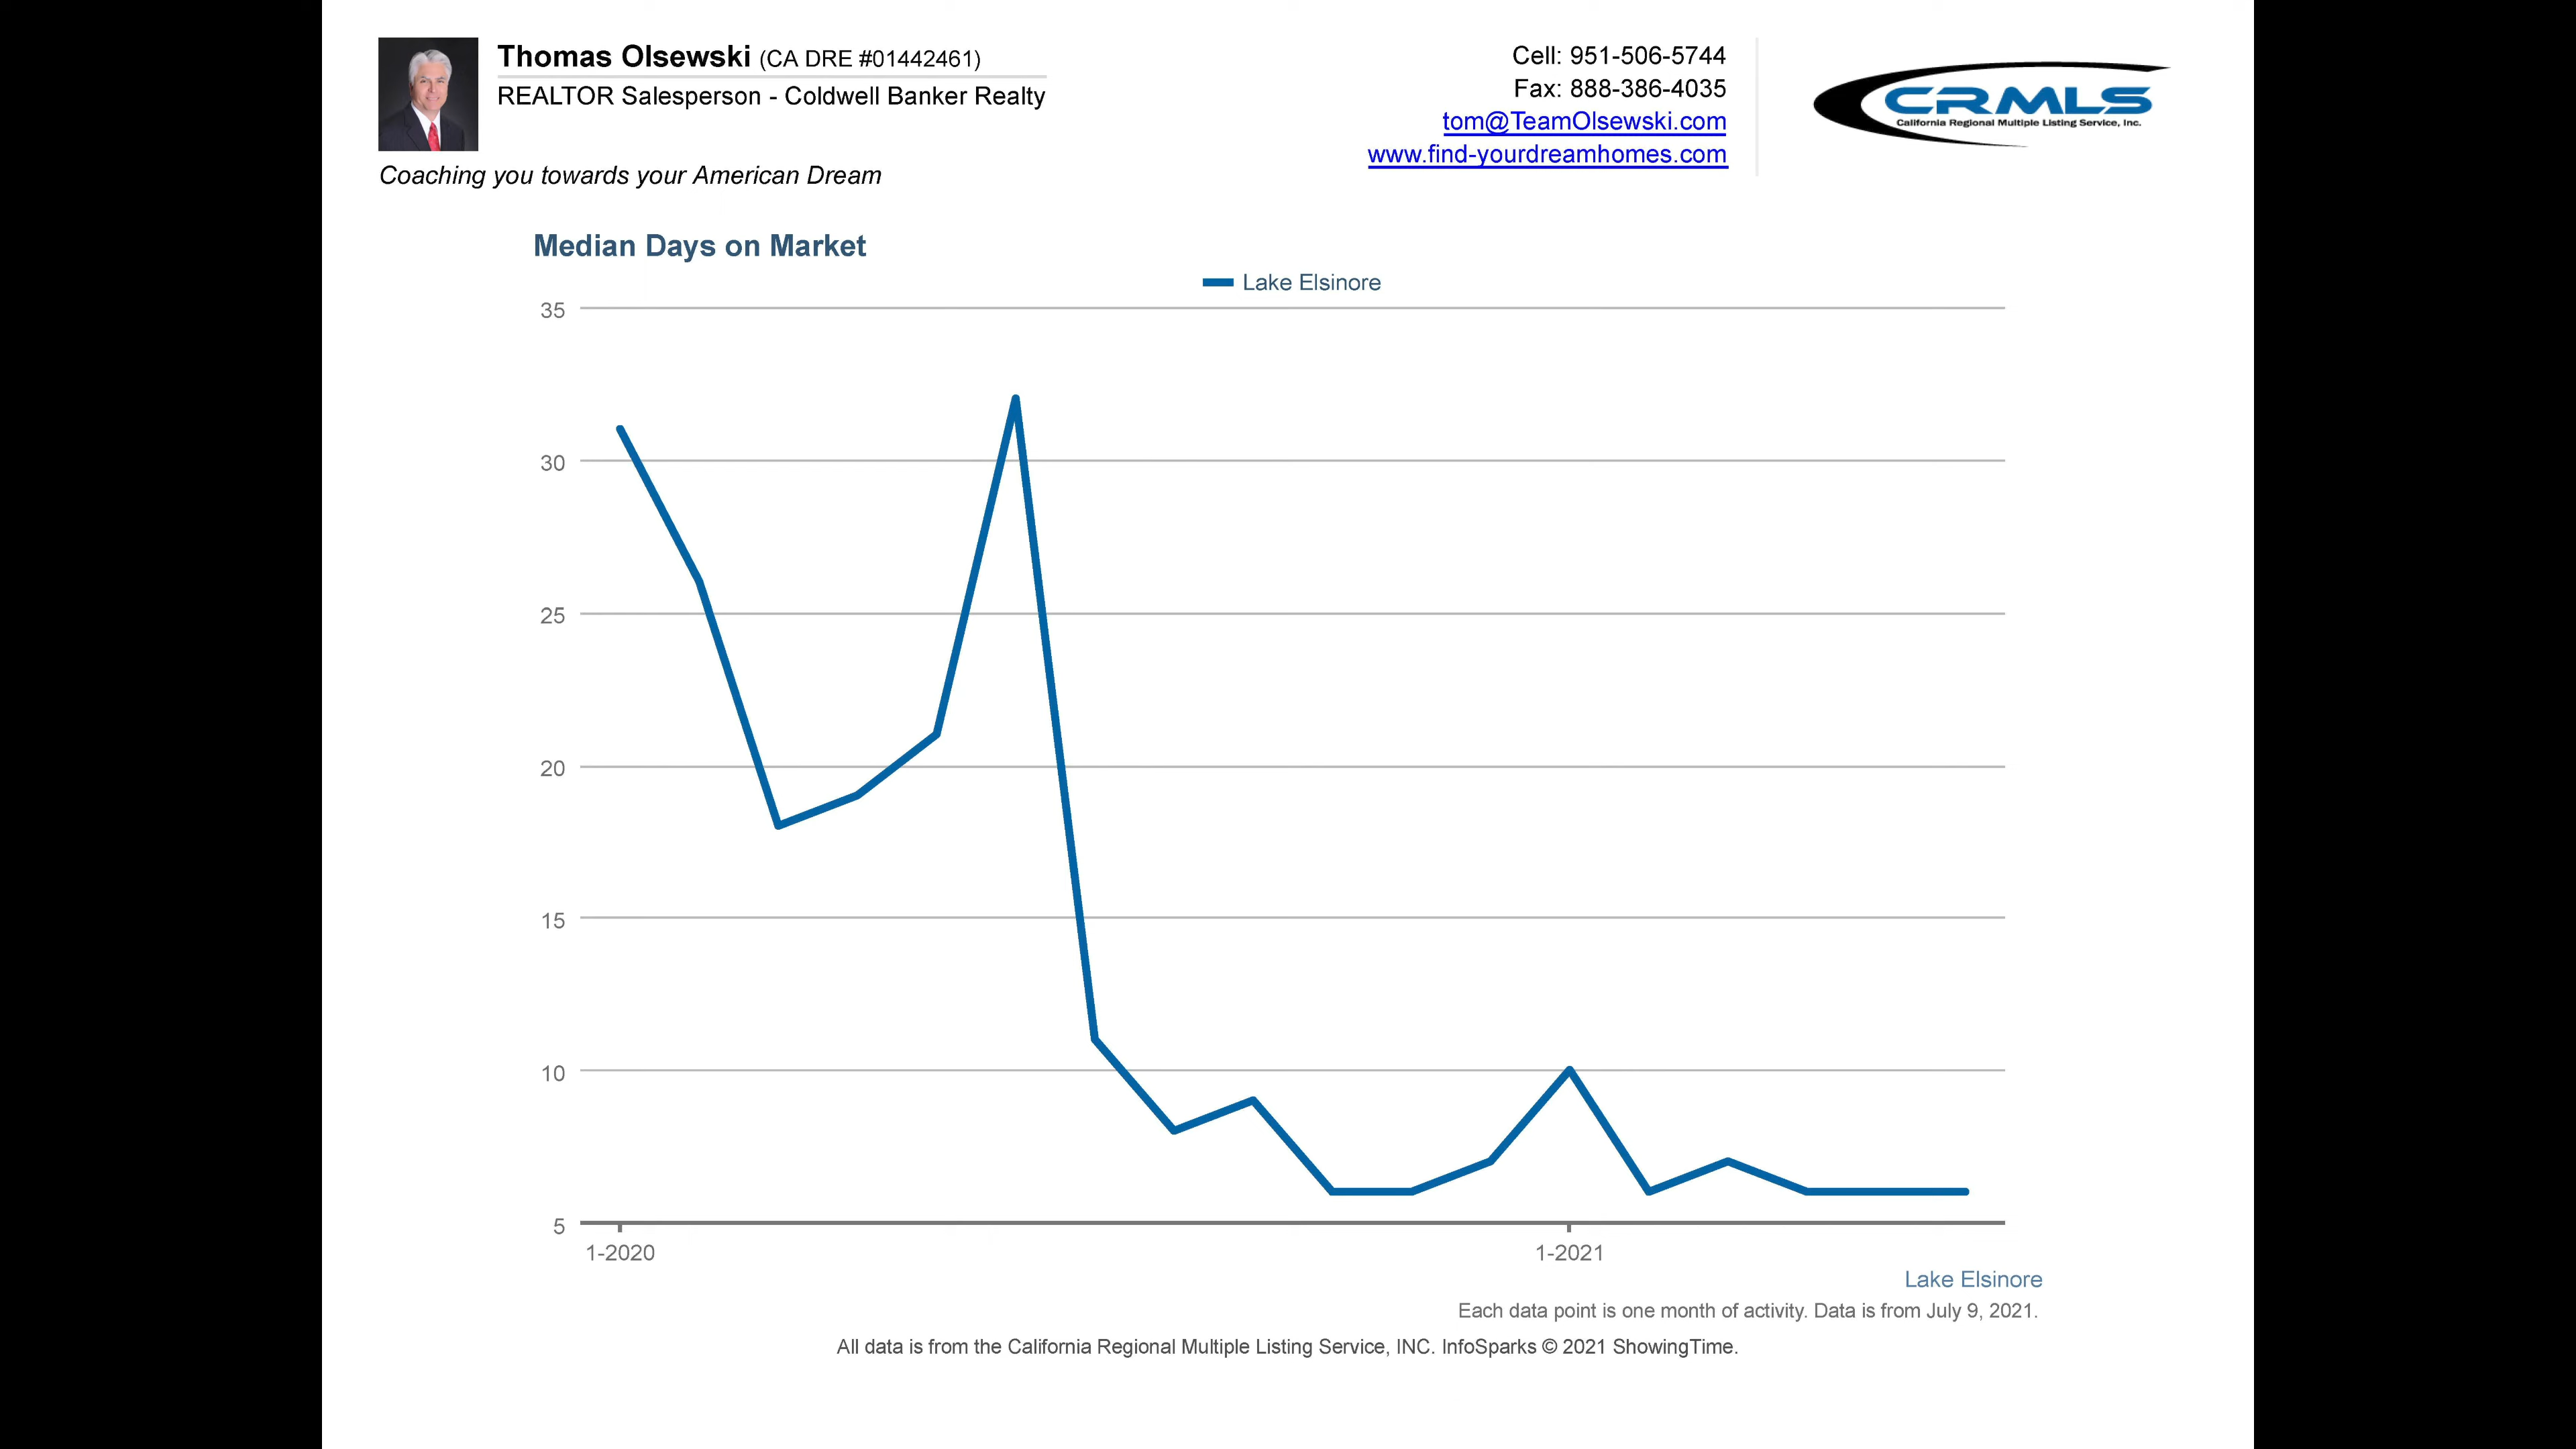 Thomas Olsewski (CA DRE #01442461)
REALTOR Salesperson - Coldwell Banker Realty
Coaching you towards your American Dream
Cell: 951-506-5744
Fax: 888-386-4035
tom@TeamOlsewski.com
www.find-yourdreamhomes.com
CRMLS
California Regional Multiple Listing Service, Inc.
Median Days on Market
Lake Elsinore
35
30
25
20
15
10
5
1-2020 1-2021
Lake Elsinore
Each data point is one month of activity. Data is from July 9, 2021.
All data is from the California Regional Multiple Listing Service, INC. InfoSparks © 2021 ShowingTime.